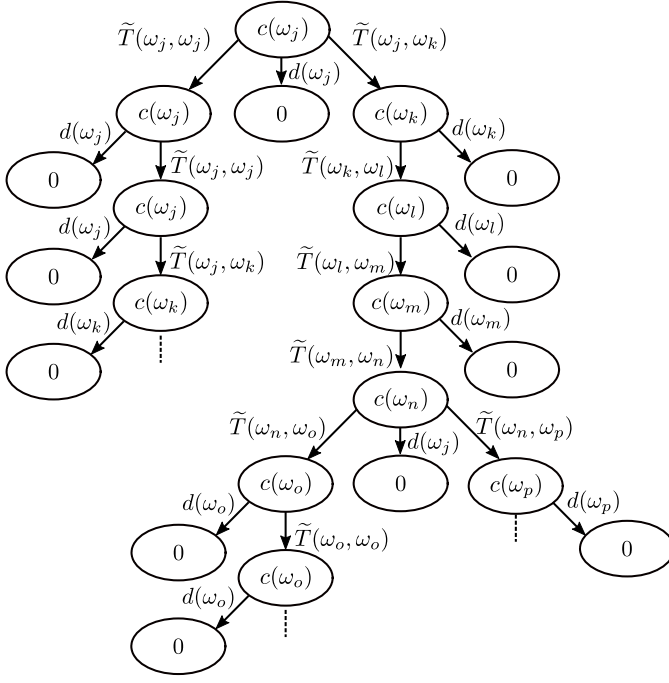 c(ω_j)
T̃(ω_j, ω_j) T̃(ω_j, ω_k)
d(ω_j)
c(ω_j) 0 c(ω_k)
d(ω_j) d(ω_k)
0 T̃(ω_j, ω_j) T̃(ω_k, ω_l) 0
c(ω_j) c(ω_l)
d(ω_j) d(ω_l)
0 T̃(ω_j, ω_k) T̃(ω_l, ω_m) 0
c(ω_k) c(ω_m)
d(ω_k) d(ω_m)
0 T̃(ω_m, ω_n) 0
c(ω_n)
T̃(ω_n, ω_o) T̃(ω_n, ω_p)
d(ω_j)
c(ω_o) 0 c(ω_p)
d(ω_o) d(ω_p)
0 T̃(ω_o, ω_o) 0
c(ω_o)
d(ω_o)
0